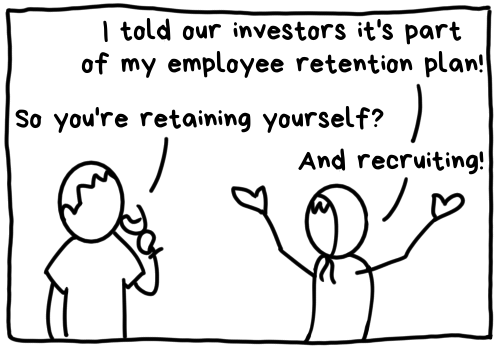 I told our investors it's part
of my employee retention plan!
So you're retaining yourself?
And recruiting!